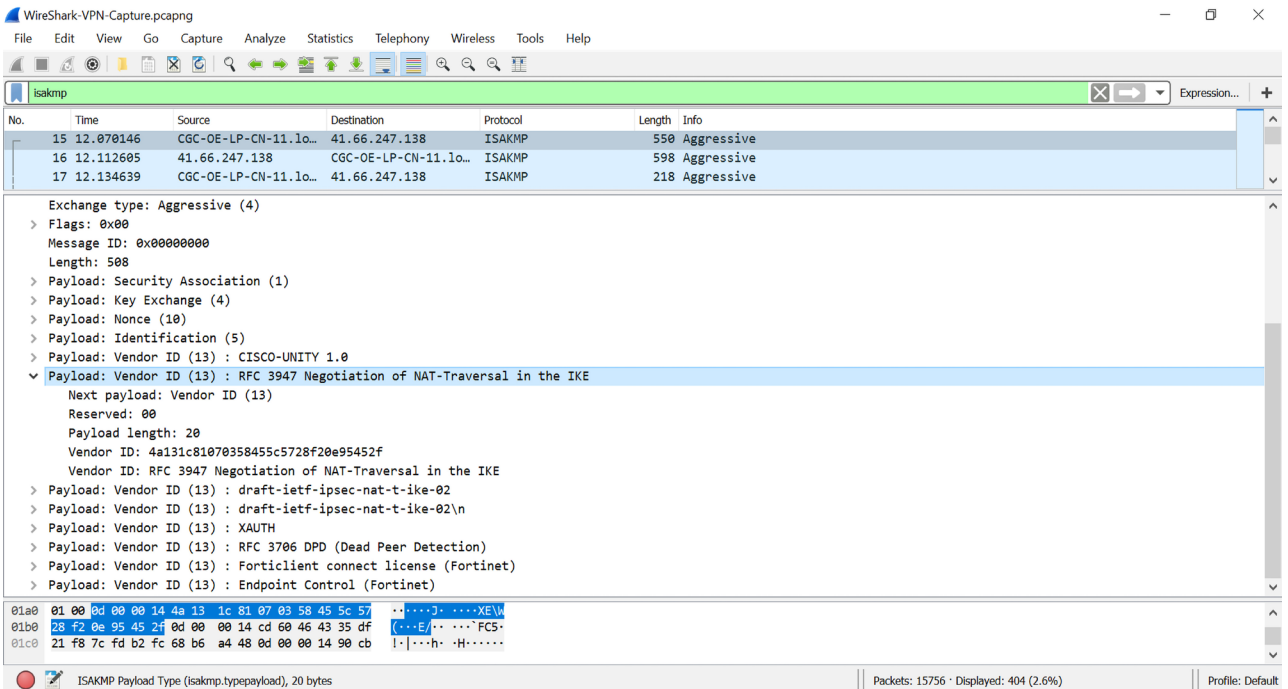 WireShark-VPN-Capture.pcapng
File Edit View Go Capture Analyze Statistics Telephony Wireless Tools Help
isakmp Expression... +
No. Time Source Destination Protocol Length Info
15 12.070146 CGC-OE-LP-CN-11.lo… 41.66.247.138 ISAKMP 550 Aggressive
16 12.112605 41.66.247.138 CGC-OE-LP-CN-11.lo… ISAKMP 598 Aggressive
17 12.134639 CGC-OE-LP-CN-11.lo… 41.66.247.138 ISAKMP 218 Aggressive
Exchange type: Aggressive (4)
Flags: 0x00
Message ID: 0x00000000
Length: 508
Payload: Security Association (1)
Payload: Key Exchange (4)
Payload: Nonce (10)
Payload: Identification (5)
Payload: Vendor ID (13) : CISCO-UNITY 1.0
Payload: Vendor ID (13) : RFC 3947 Negotiation of NAT-Traversal in the IKE
Next payload: Vendor ID (13)
Reserved: 00
Payload length: 20
Vendor ID: 4a131c81070358455c5728f20e95452f
Vendor ID: RFC 3947 Negotiation of NAT-Traversal in the IKE
Payload: Vendor ID (13) : draft-ietf-ipsec-nat-t-ike-02
Payload: Vendor ID (13) : draft-ietf-ipsec-nat-t-ike-02\n
Payload: Vendor ID (13) : XAUTH
Payload: Vendor ID (13) : RFC 3706 DPD (Dead Peer Detection)
Payload: Vendor ID (13) : Forticlient connect license (Fortinet)
Payload: Vendor ID (13) : Endpoint Control (Fortinet)
01a0 01 00 0d 00 00 14 4a 13 1c 81 07 03 58 45 5c 57 ······J· ····XE\W
01b0 28 f2 0e 95 45 2f 0d 00 00 14 cd 60 46 43 35 df (···E/·· ···`FC5·
01c0 21 f8 7c fd b2 fc 68 b6 a4 48 0d 00 00 14 90 cb !·|···h· ·H······
ISAKMP Payload Type (isakmp.typepayload), 20 bytes Packets: 15756 · Displayed: 404 (2.6%) Profile: Default